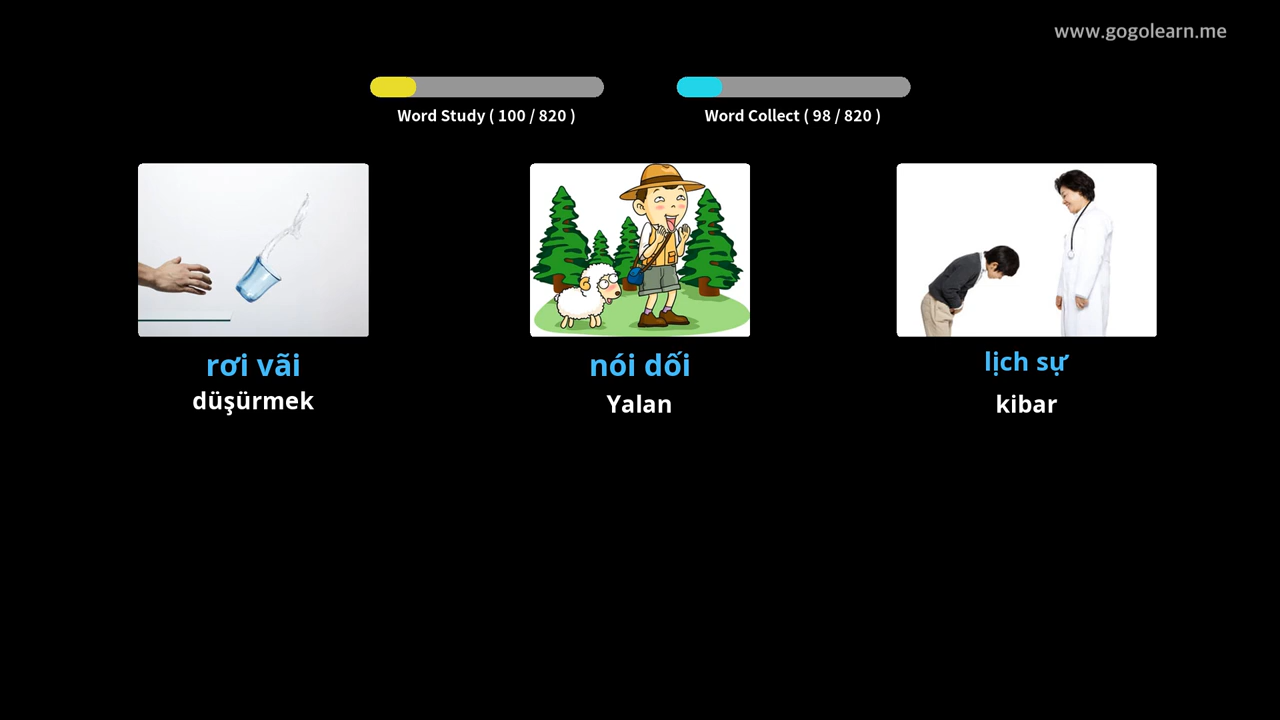 www.gogolearn.me
Word Study ( 100 / 820 )
Word Collect ( 98 / 820 )
rơi vãi
düşürmek
nói dối
Yalan
lịch sự
kibar